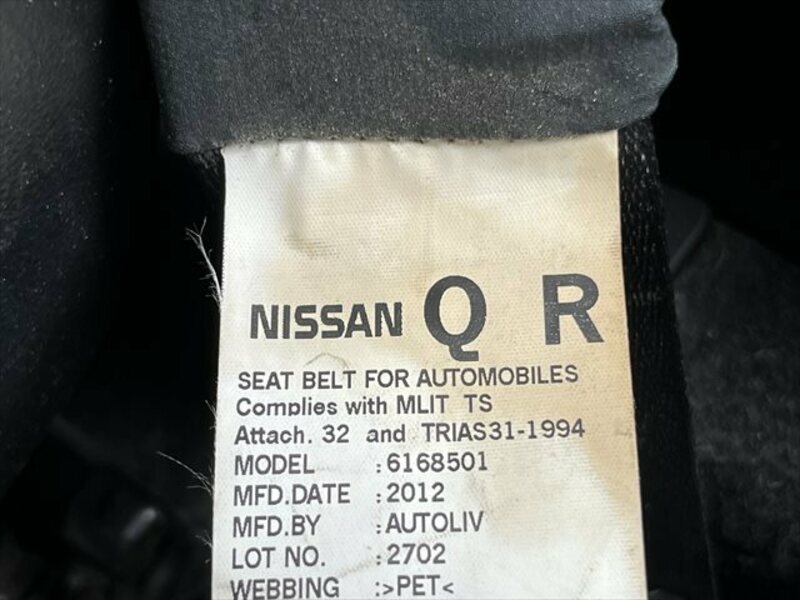 NISSAN Q R
SEAT BELT FOR AUTOMOBILES
Complies with MLIT TS
Attach. 32 and TRIAS31-1994
MODEL :6168501
MFD.DATE :2012
MFD.BY :AUTOLIV
LOT NO. :2702
WEBBING :>PET<